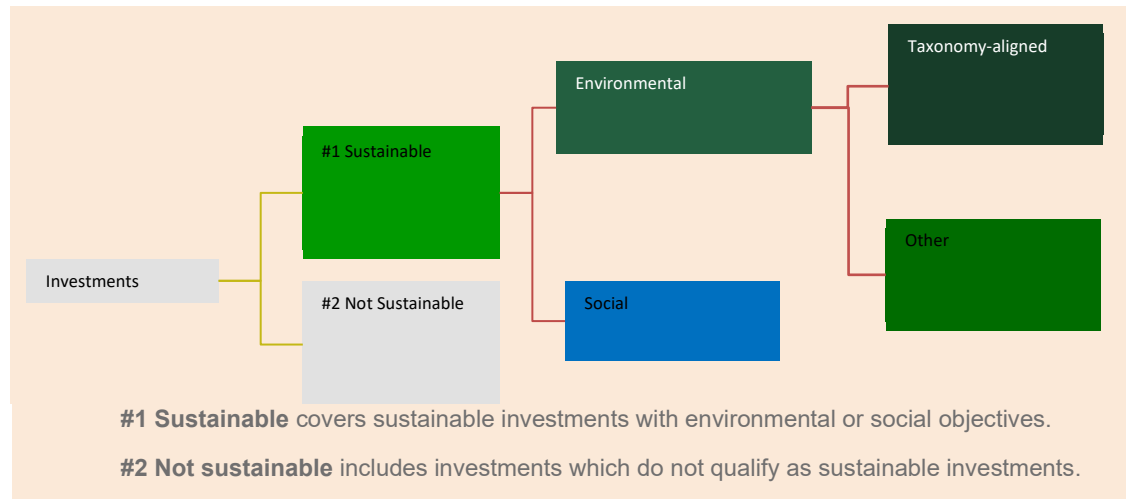 Taxonomy-aligned
Environmental
#1 Sustainable
Other
Investments
#2 Not Sustainable
Social
#1 Sustainable covers sustainable investments with environmental or social objectives.
#2 Not sustainable includes investments which do not qualify as sustainable investments.